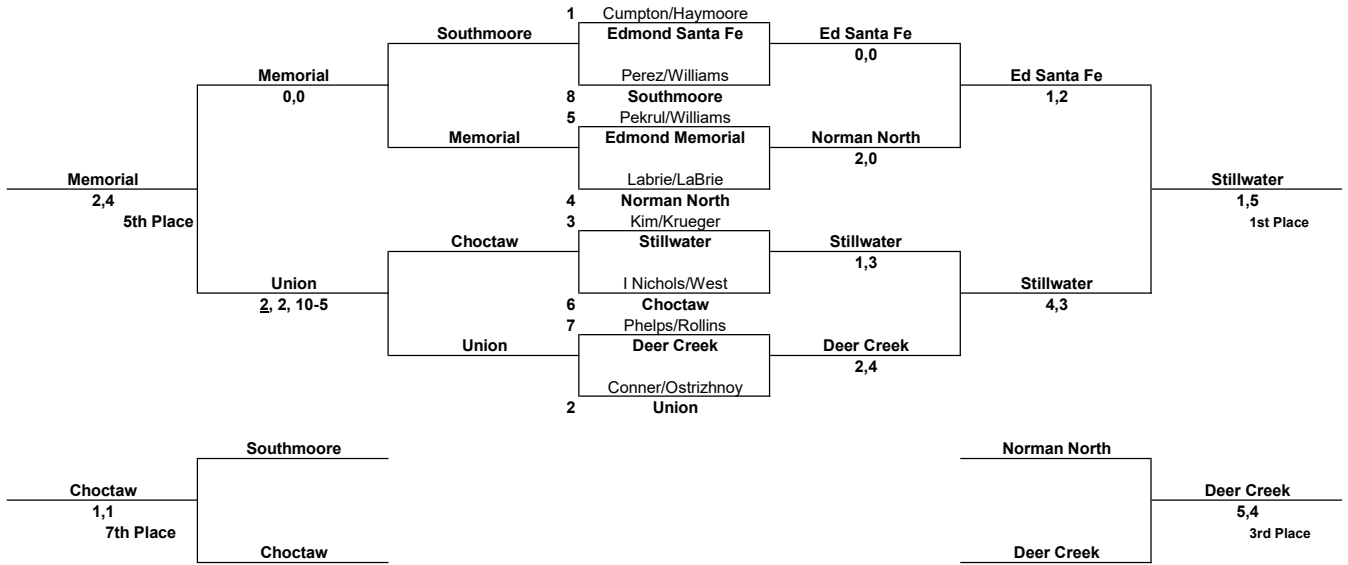 1 Cumpton/Haymoore
Southmoore Edmond Santa Fe Ed Santa Fe
0,0
Memorial Perez/Williams Ed Santa Fe
0,0 8 Southmoore 1,2
5 Pekrul/Williams
Memorial Edmond Memorial Norman North
2,0
Memorial Labrie/LaBrie Stillwater
2,4 4 Norman North 1,5
5th Place 3 Kim/Krueger 1st Place
Choctaw Stillwater Stillwater
1,3
Union I Nichols/West Stillwater
2, 2, 10-5 6 Choctaw 4,3
7 Phelps/Rollins
Union Deer Creek Deer Creek
2,4
Conner/Ostrizhnoy
2 Union
Southmoore Norman North
Choctaw Deer Creek
1,1 5,4
7th Place 3rd Place
Choctaw Deer Creek